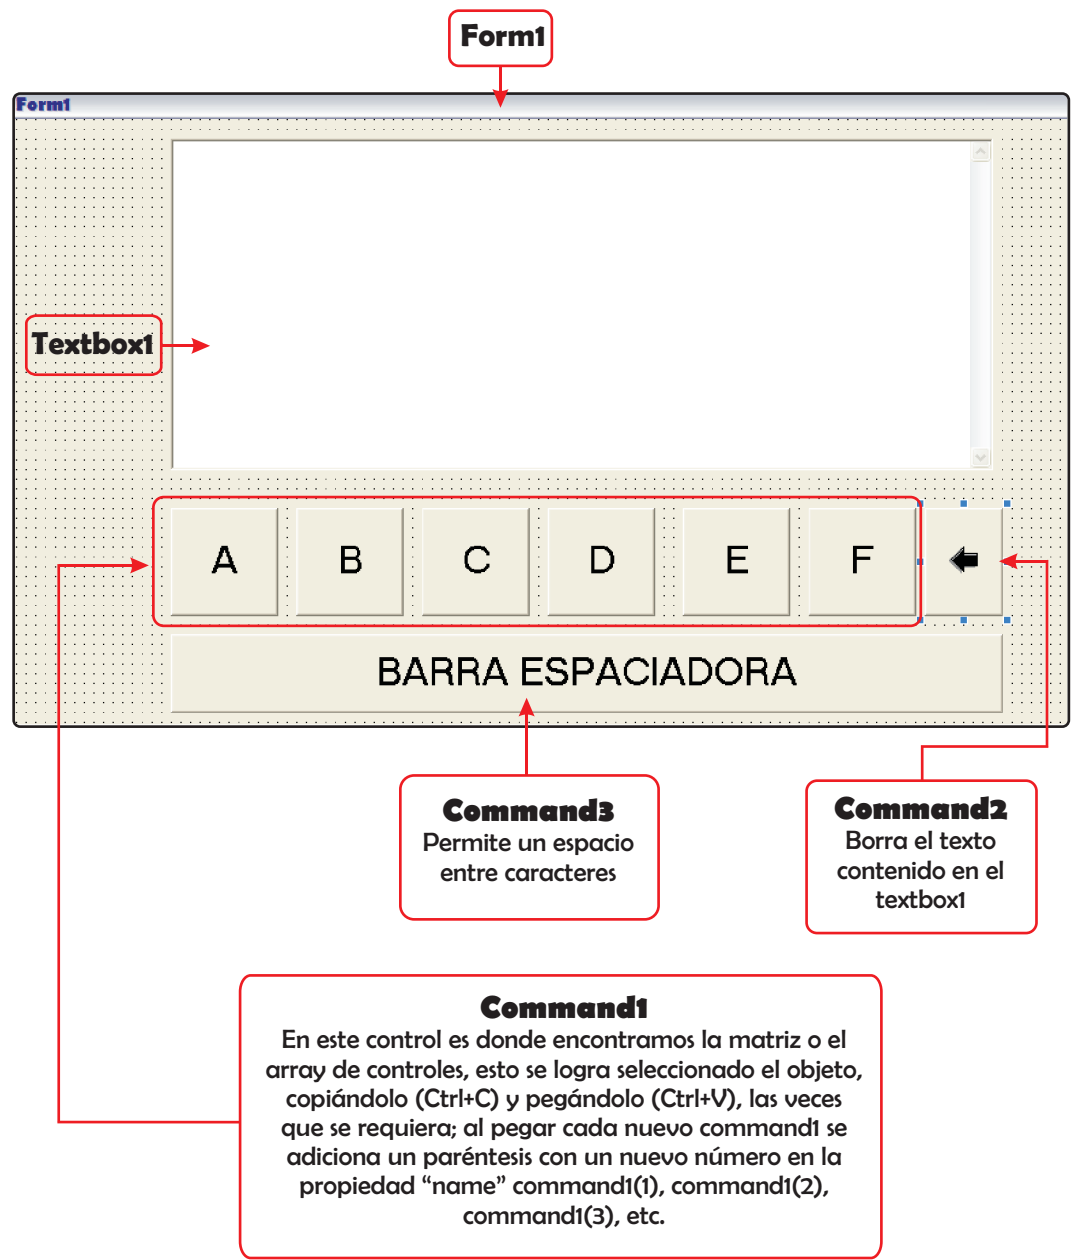 Form1
Form1
Textbox1
A B C D E F
BARRA ESPACIADORA
Command3
Permite un espacio
entre caracteres
Command2
Borra el texto
contenido en el
textbox1
Command1
En este control es donde encontramos la matriz o el
array de controles, esto se logra seleccionado el objeto,
copiándolo (Ctrl+C) y pegándolo (Ctrl+V), las veces
que se requiera; al pegar cada nuevo command1 se
adiciona un paréntesis con un nuevo número en la
propiedad “name” command1(1), command1(2),
command1(3), etc.